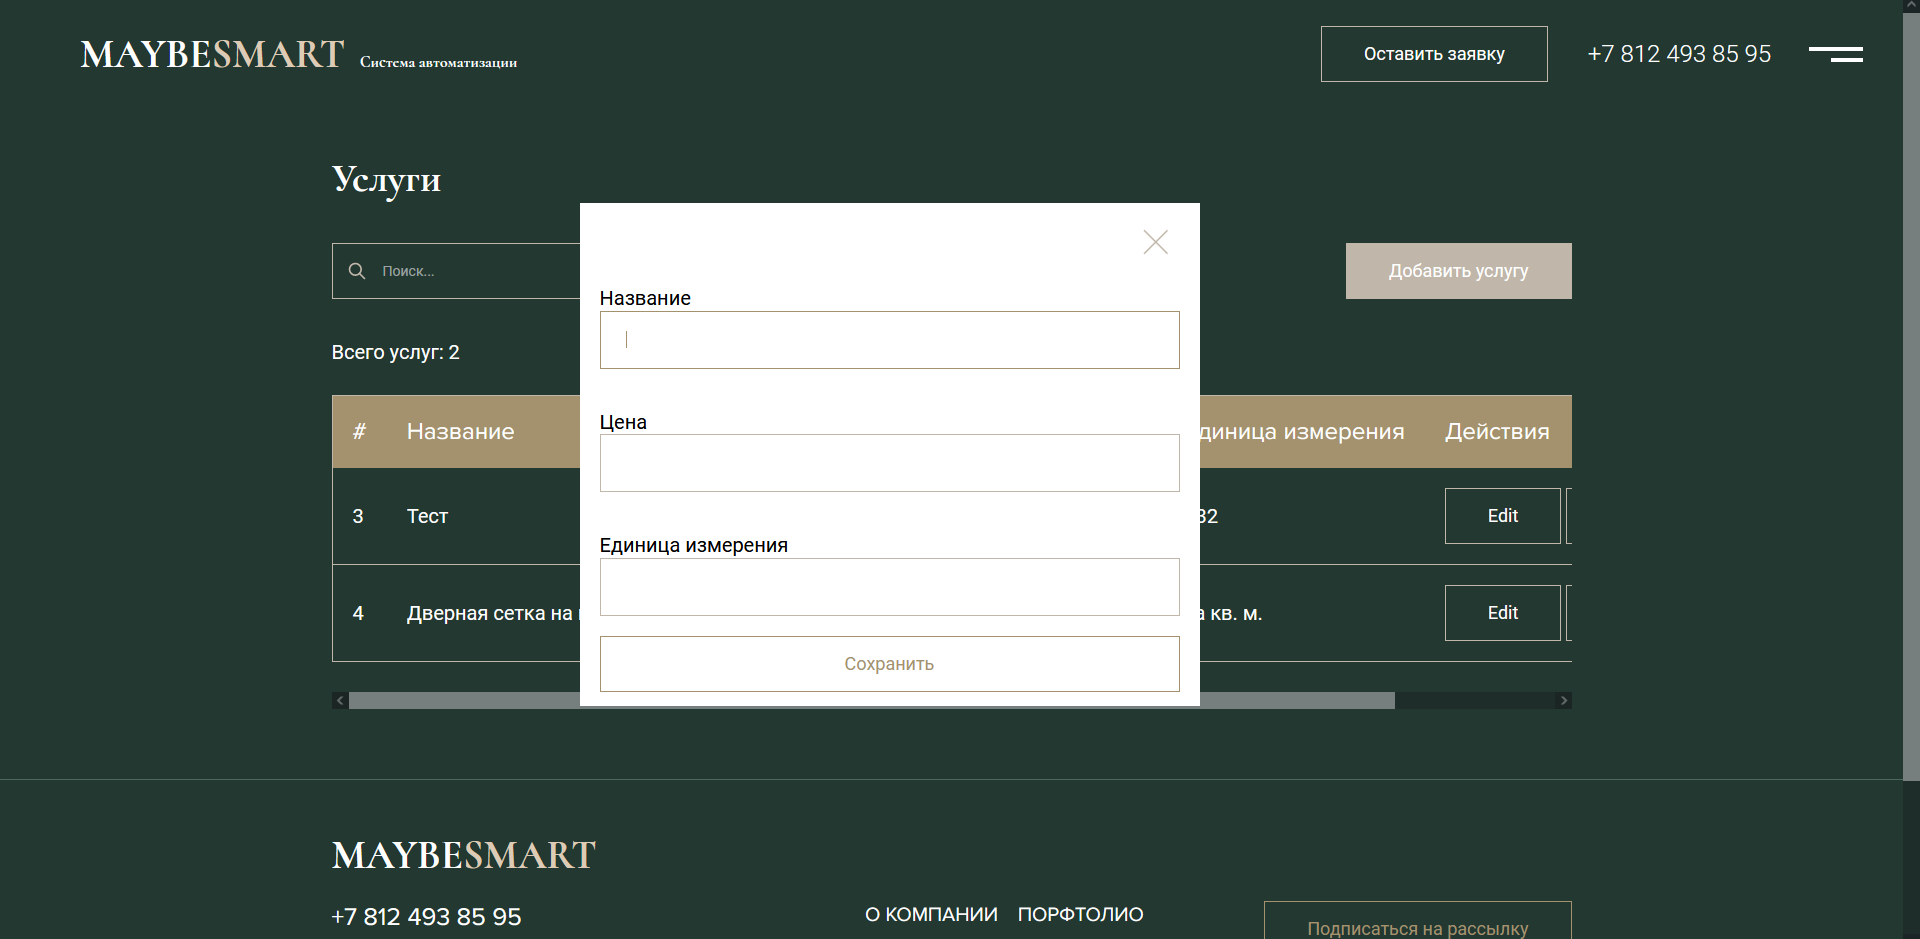 MAYBESMART Система автоматизации
Оставить заявку
+7 812 493 85 95
Услуги
Поиск...
Добавить услугу
Всего услуг: 2
# Название
диница измерения Действия
3 Тест
32
Edit
4 Дверная сетка на
кв. м.
Edit
Название
Цена
Единица измерения
Сохранить
MAYBESMART
+7 812 493 85 95
О КОМПАНИИ ПОРФТОЛИО
Подписаться на рассылку